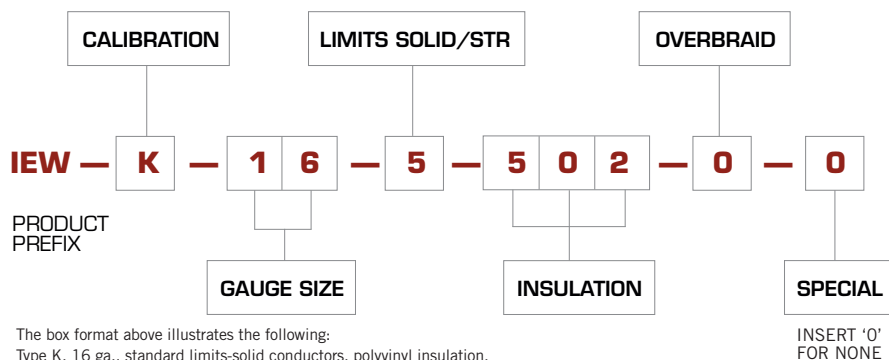 CALIBRATION LIMITS SOLID/STR OVERBRAID
IEW — K — 1 6 — 5 — 5 0 2 — 0 — 0
PRODUCT
PREFIX
GAUGE SIZE INSULATION SPECIAL
The box format above illustrates the following:
Type K, 16 ga., standard limits-solid conductors, polyvinyl insulation.
INSERT ‘0’
FOR NONE